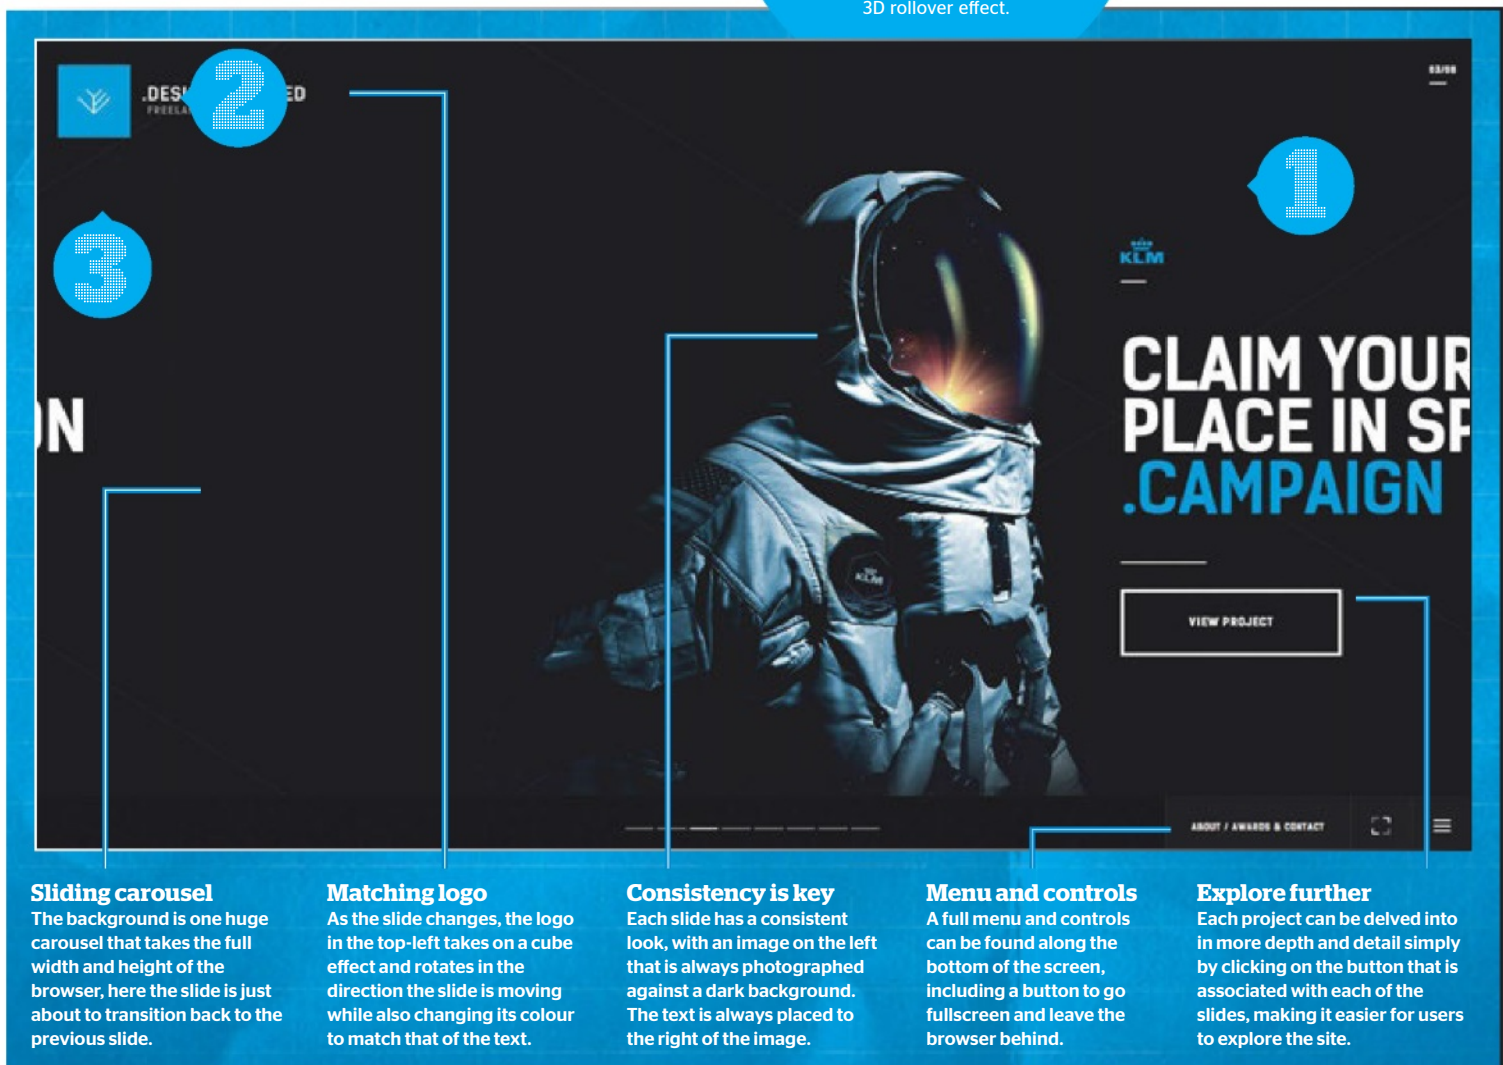 3D rollover effect.
2
.DES ED
FREELA
03/08
1
3
KLM
ON
CLAIM YOUR
PLACE IN SP
.CAMPAIGN
KLM
VIEW PROJECT
ABOUT / AWARDS & CONTACT
Sliding carousel
The background is one huge
carousel that takes the full
width and height of the
browser, here the slide is just
about to transition back to the
previous slide.
Matching logo
As the slide changes, the logo
in the top-left takes on a cube
effect and rotates in the
direction the slide is moving
while also changing its colour
to match that of the text.
Consistency is key
Each slide has a consistent
look, with an image on the left
that is always photographed
against a dark background.
The text is always placed to
the right of the image.
Menu and controls
A full menu and controls
can be found along the
bottom of the screen,
including a button to go
fullscreen and leave the
browser behind.
Explore further
Each project can be delved into
in more depth and detail simply
by clicking on the button that is
associated with each of the
slides, making it easier for users
to explore the site.